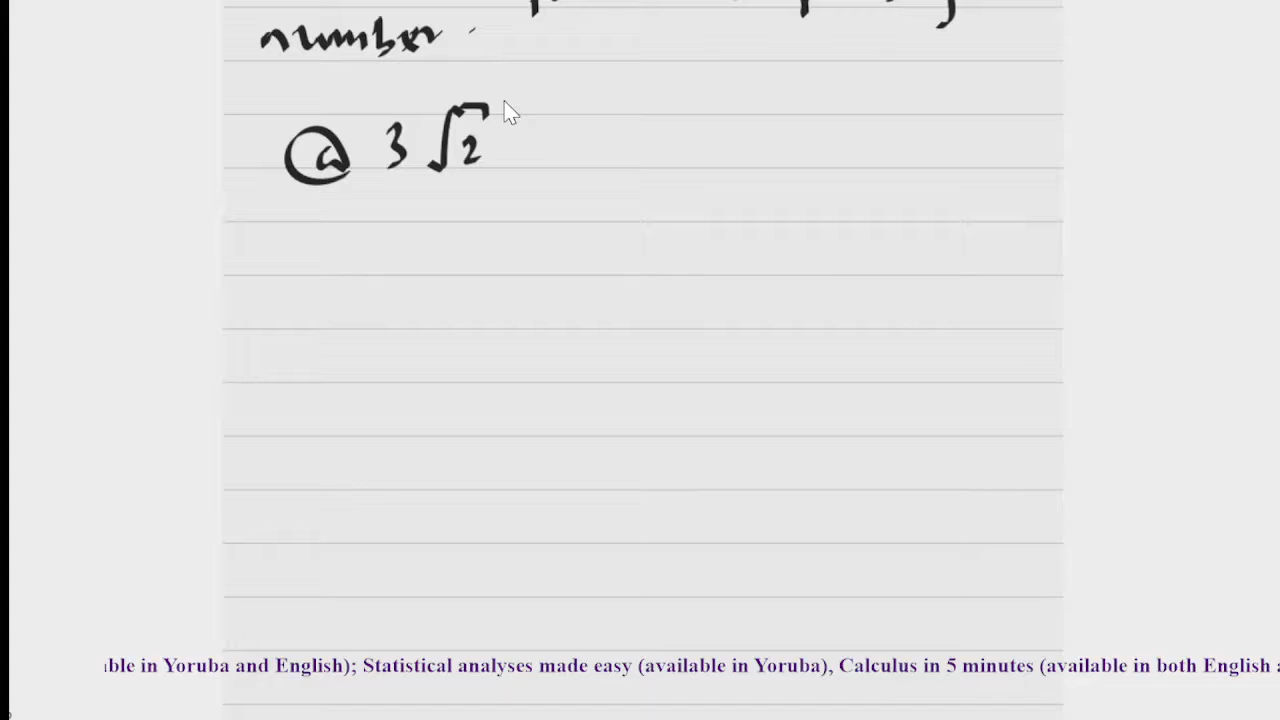 number.
ⓐ 3 √2
ble in Yoruba and English); Statistical analyses made easy (available in Yoruba), Calculus in 5 minutes (available in both English a